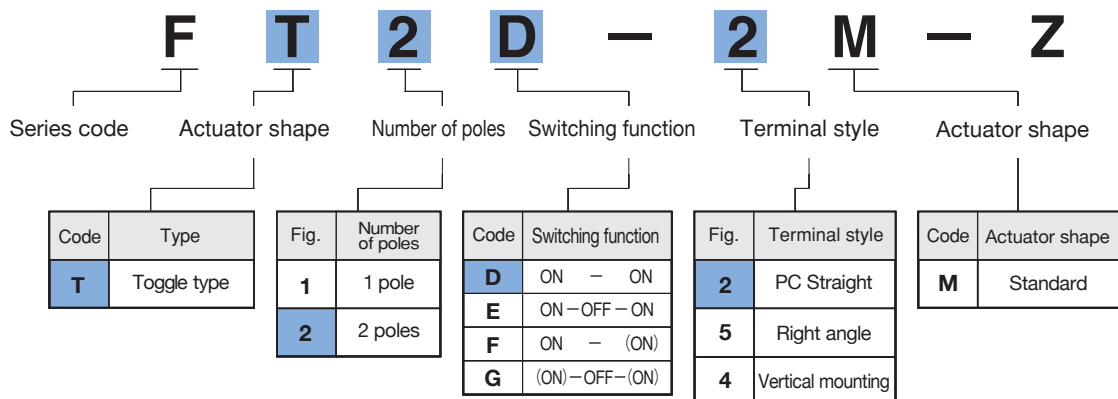 F T 2 D － 2 M － Z
Series code Actuator shape Number of poles Switching function Terminal style Actuator shape
Code Type
T Toggle type
Fig. Number of poles
1 1 pole
2 2 poles
Code Switching function
D ON － ON
E ON－OFF－ON
F ON － (ON)
G (ON)－OFF－(ON)
Fig. Terminal style
2 PC Straight
5 Right angle
4 Vertical mounting
Code Actuator shape
M Standard